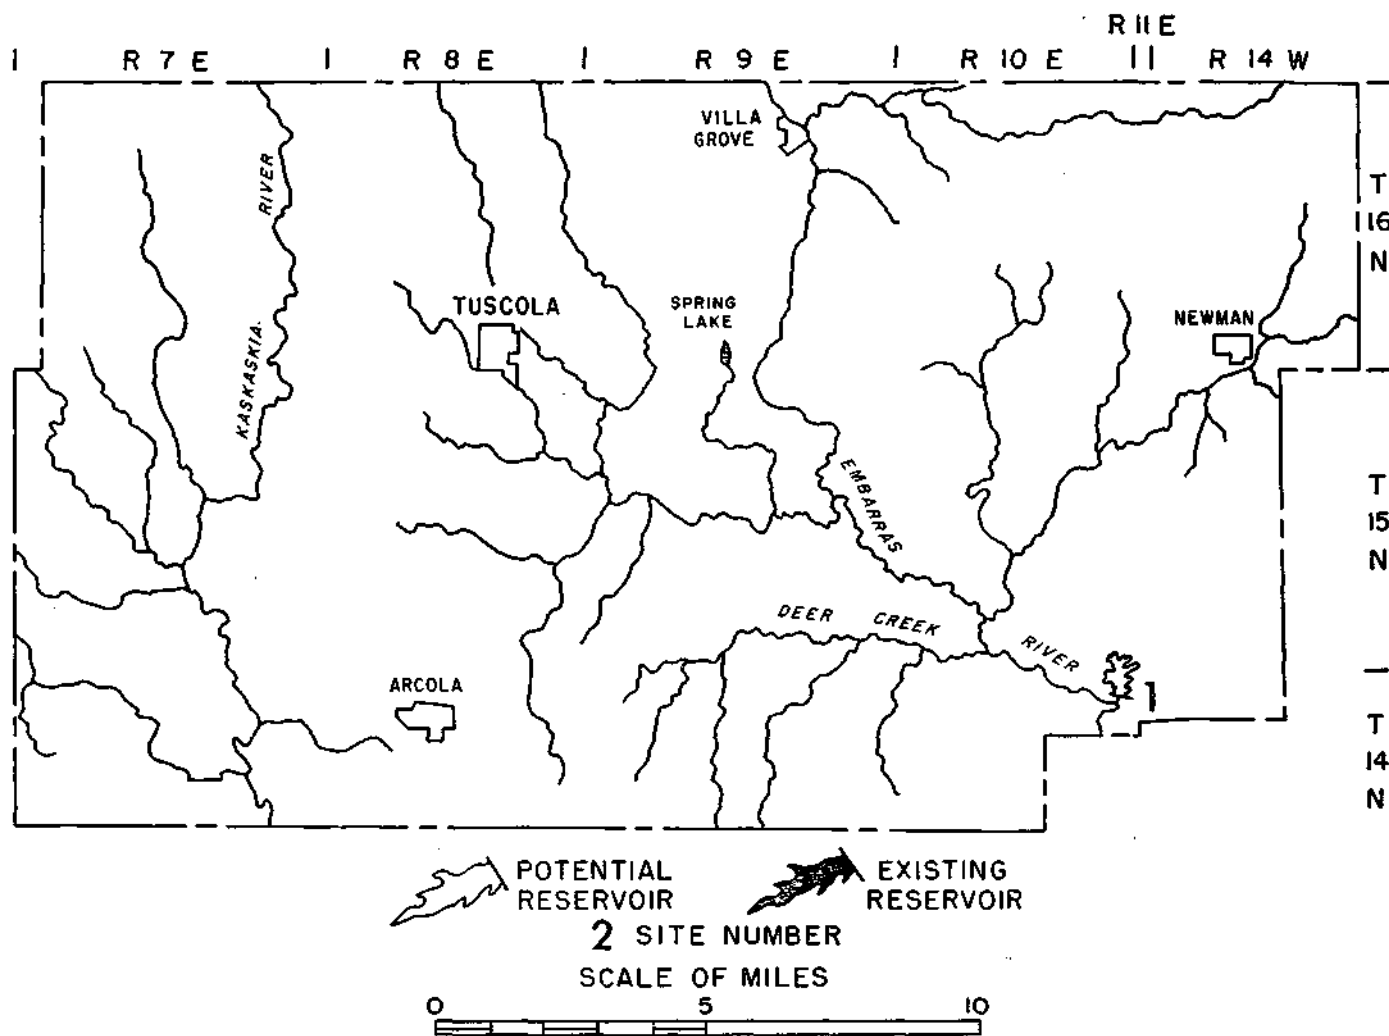 R 11 E
R 7 E
R 8 E
R 9 E
R 10 E
R 14 W
VILLA
GROVE
T
16
N
RIVER
KASKASKIA
TUSCOLA
SPRING
LAKE
NEWMAN
EMBARRAS
RIVER
T
15
N
DEER CREEK
ARCOLA
1
T
14
N
POTENTIAL
RESERVOIR
EXISTING
RESERVOIR
2 SITE NUMBER
SCALE OF MILES
0 5 10